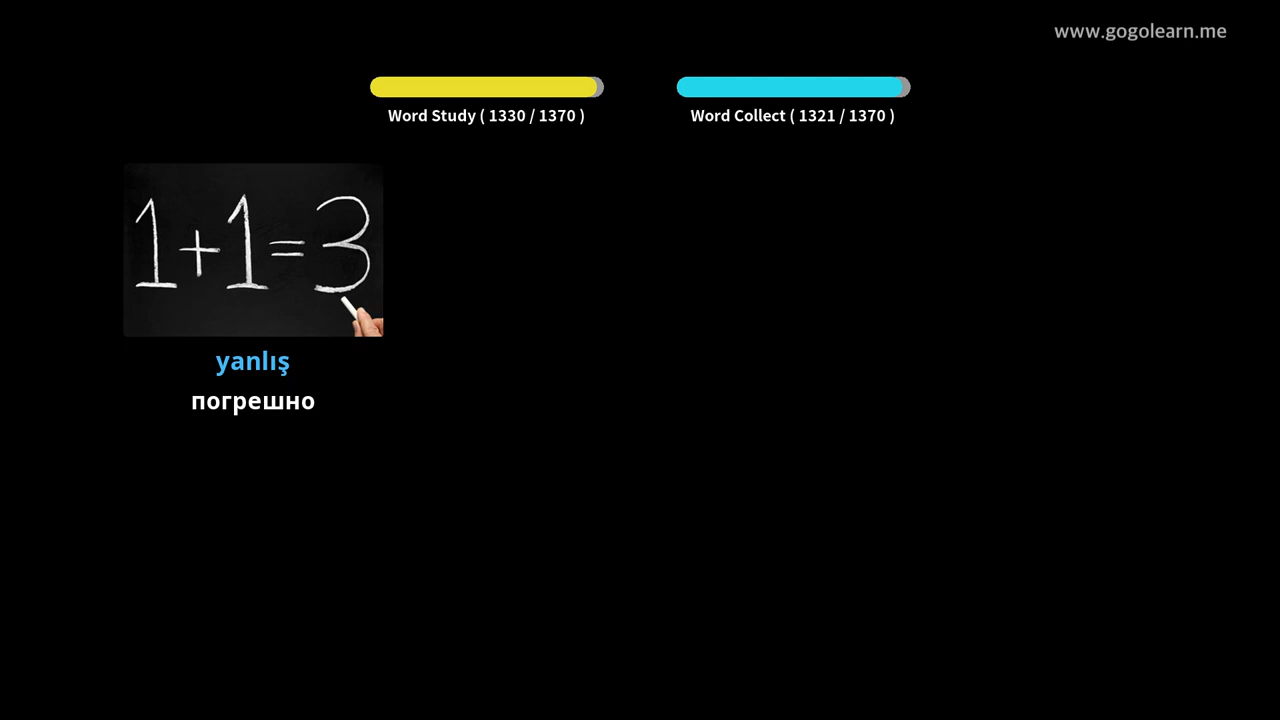 www.gogolearn.me
Word Study ( 1330 / 1370 )
Word Collect ( 1321 / 1370 )
1+1=3
yanlış
погрешно